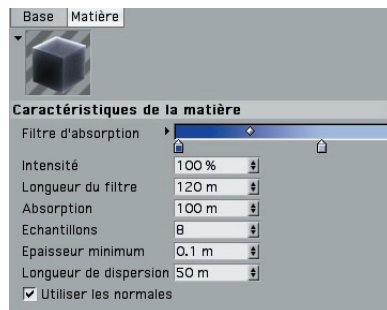 Base Matière
Caractéristiques de la matière
Filtre d'absorption
Intensité 100 %
Longueur du filtre 120 m
Absorption 100 m
Echantillons 8
Epaisseur minimum 0.1 m
Longueur de dispersion 50 m
Utiliser les normales